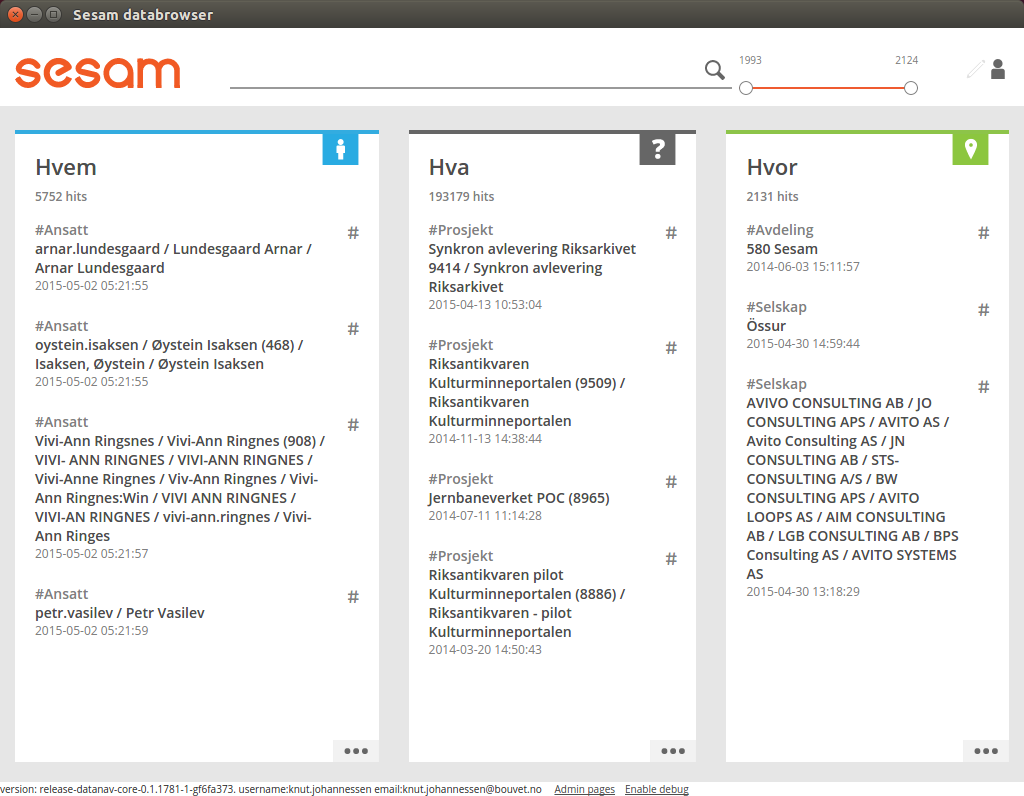 Sesam databrowser
sesam
1993
2124
Hvem
5752 hits
#Ansatt
#
arnar.lundesgaard / Lundesgaard Arnar /
Arnar Lundesgaard
2015-05-02 05:21:55
#Ansatt
#
oystein.isaksen / Øystein Isaksen (468) /
Isaksen, Øystein / Øystein Isaksen
2015-05-02 05:21:55
#Ansatt
#
Vivi-Ann Ringsnes / Vivi-Ann Ringnes (908) /
VIVI- ANN RINGNES / VIVI-ANN RINGNES /
Vivi-Anne Ringnes / Viv-Ann Ringnes / Vivi-
Ann Ringnes:Win / VIVI ANN RINGNES /
VIVI-AN RINGNES / vivi-ann.ringnes / Vivi-
Ann Ringes
2015-05-02 05:21:57
#Ansatt
#
petr.vasilev / Petr Vasilev
2015-05-02 05:21:59
?
Hva
193179 hits
#Prosjekt
#
Synkron avlevering Riksarkivet
9414 / Synkron avlevering
Riksarkivet
2015-04-13 10:53:04
#Prosjekt
#
Riksantikvaren
Kulturminneportalen (9509) /
Riksantikvaren
Kulturminneportalen
2014-11-13 14:38:44
#Prosjekt
#
Jernbaneverket POC (8965)
2014-07-11 11:14:28
#Prosjekt
#
Riksantikvaren pilot
Kulturminneportalen (8886) /
Riksantikvaren - pilot
Kulturminneportalen
2014-03-20 14:50:43
Hvor
2131 hits
#Avdeling
#
580 Sesam
2014-06-03 15:11:57
#Selskap
#
Össur
2015-04-30 14:59:44
#Selskap
#
AVIVO CONSULTING AB / JO
CONSULTING APS / AVITO AS /
Avito Consulting AS / JN
CONSULTING AB / STS-
CONSULTING A/S / BW
CONSULTING APS / AVITO
LOOPS AS / AIM CONSULTING
AB / LGB CONSULTING AB / BPS
Consulting AS / AVITO SYSTEMS
AS
2015-04-30 13:18:29
version: release-datanav-core-0.1.1781-1-gf6fa373. username:knut.johannessen email:knut.johannessen@bouvet.no Admin pages Enable debug